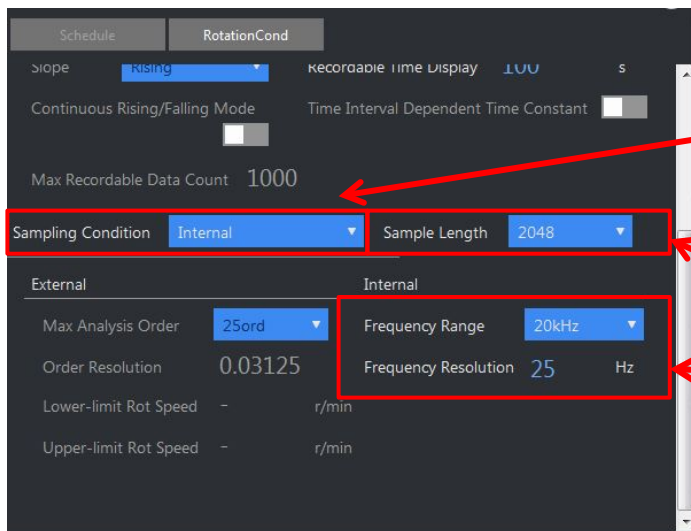 Schedule RotationCond
Slope Rising Recordable Time Display 100 s
Continuous Rising/Falling Mode Time Interval Dependent Time Constant
Max Recordable Data Count 1000
Sampling Condition Internal Sample Length 2048
External Internal
Max Analysis Order 25ord Frequency Range 20kHz
Order Resolution 0.03125 Frequency Resolution 25 Hz
Lower-limit Rot Speed - r/min
Upper-limit Rot Speed - r/min